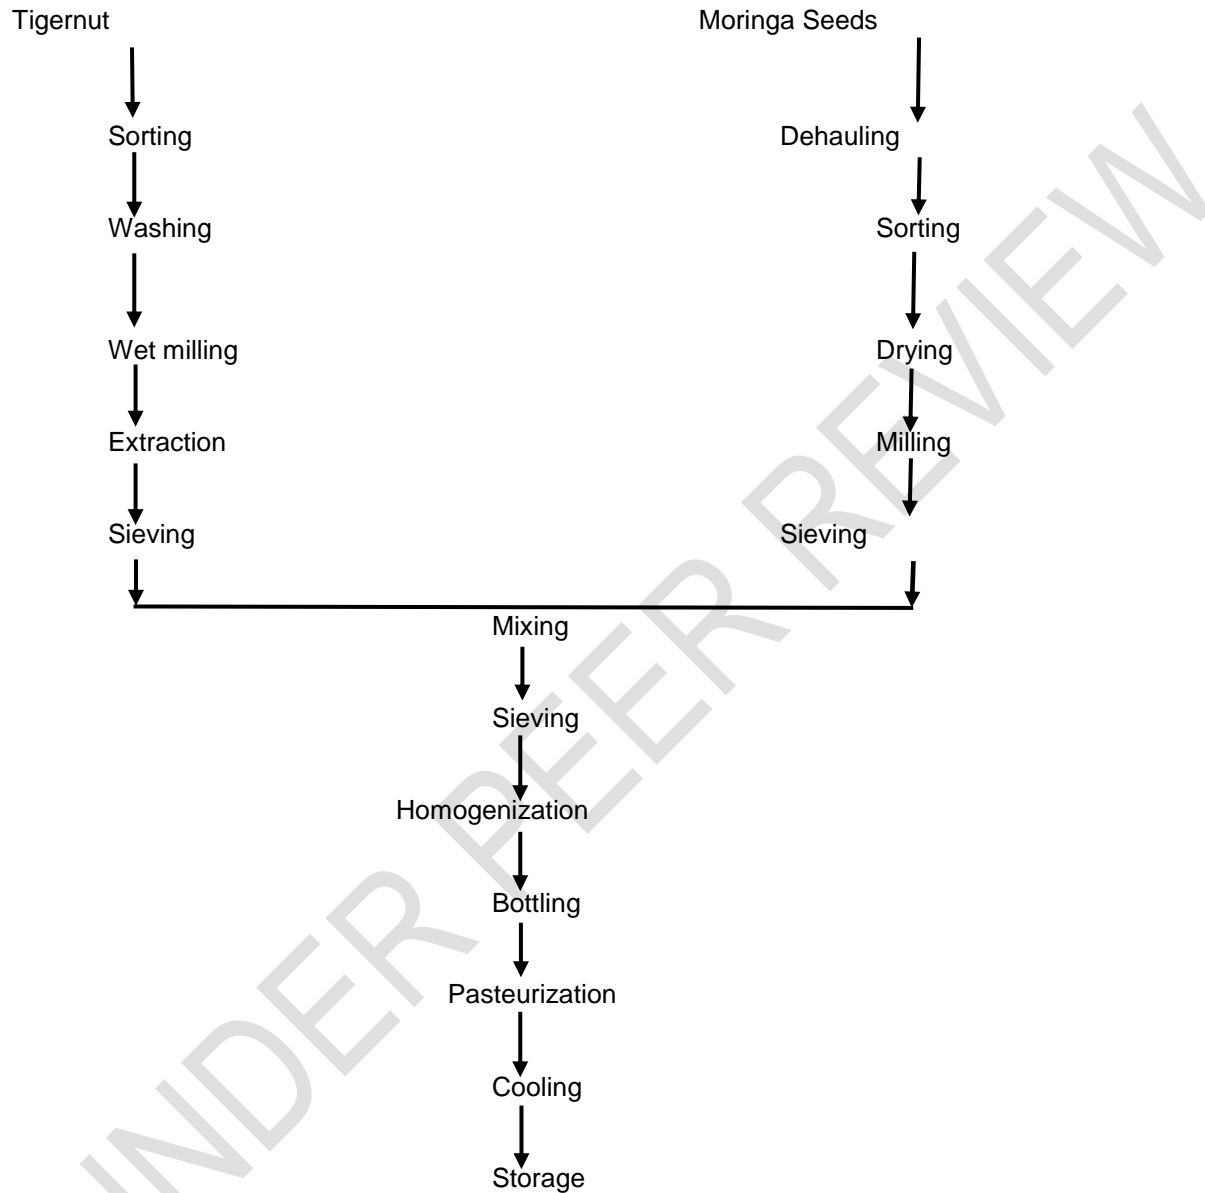 Tigernut
Moringa Seeds
Sorting
Dehauling
Washing
Sorting
Wet milling
Drying
Extraction
Milling
Sieving
Sieving
Mixing
Sieving
Homogenization
Bottling
Pasteurization
Cooling
Storage
UNDER PEER REVIEW